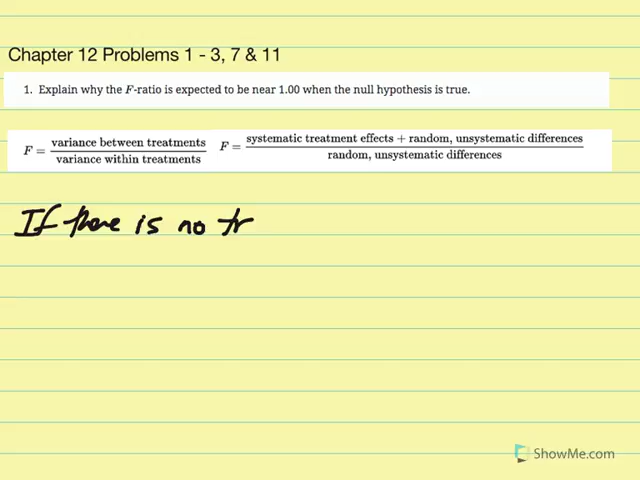 Chapter 12 Problems 1 - 3, 7 & 11
1. Explain why the F-ratio is expected to be near 1.00 when the null hypothesis is true.
F = variance between treatments / variance within treatments F = systematic treatment effects + random, unsystematic differences / random, unsystematic differences
If there is no tr
ShowMe.com